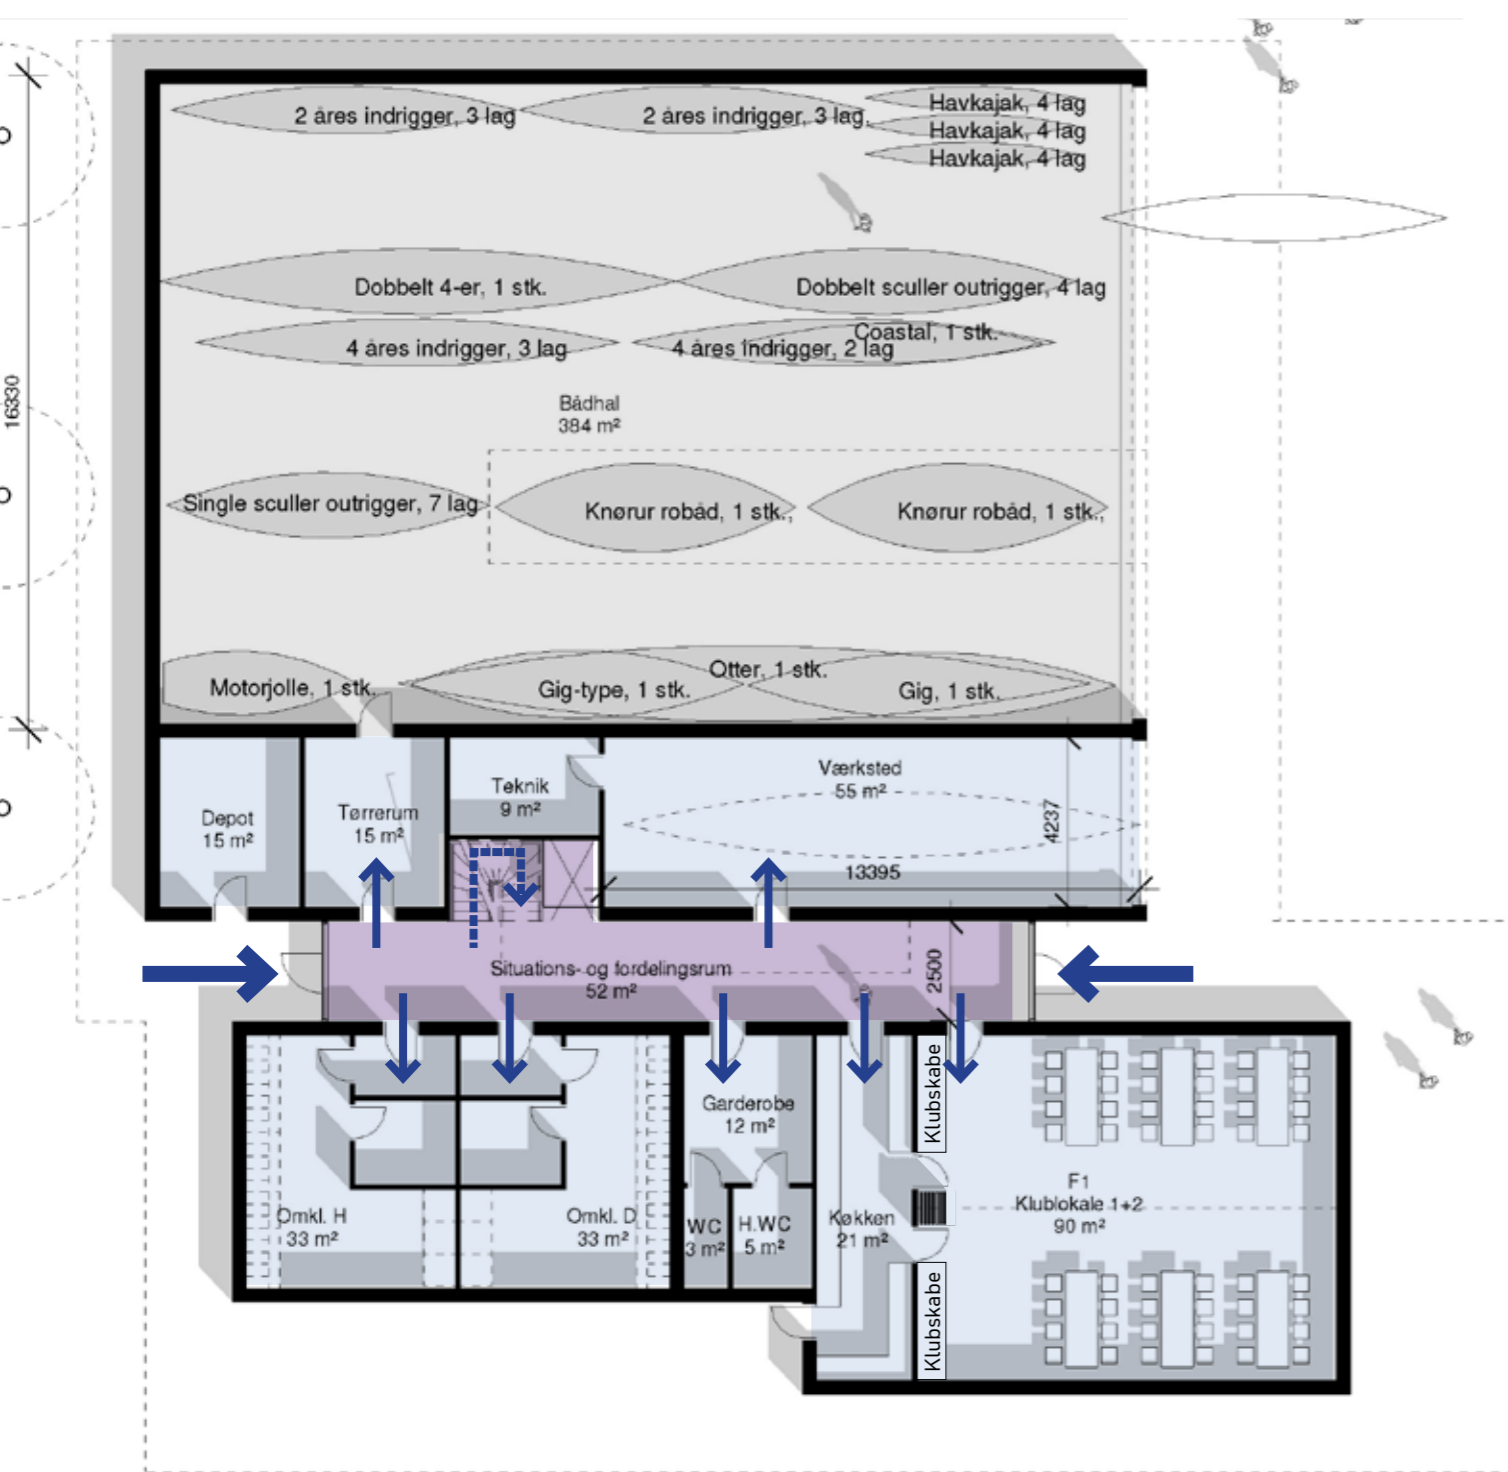 2 åres indrigger, 3 lag
2 åres indrigger, 3 lag,
Havkajak, 4 lag
Havkajak, 4 lag
Havkajak, 4 lag
Dobbelt 4-er, 1 stk.
Dobbelt sculler outrigger, 4 lag
Coastal, 1 stk.
4 åres indrigger, 3 lag
4 åres indrigger, 2 lag
16330
Bådhal
384 m²
Single sculler outrigger, 7 lag
Knørur robåd, 1 stk.,
Knørur robåd, 1 stk.,
Otter, 1 stk.
Motorjolle, 1 stk.
Gig-type, 1 stk.
Gig, 1 stk.
Depot
15 m²
Tørrerum
15 m²
Teknik
9 m²
Værksted
55 m²
4237
13395
Situations- og fordelingsrum
52 m²
2500
Omkl. H
33 m²
Omkl. D
33 m²
Garderobe
12 m²
WC
3 m²
H.WC
5 m²
Køkken
21 m²
Klubskabe
Klubskabe
F1
Klublokale 1+2
90 m²